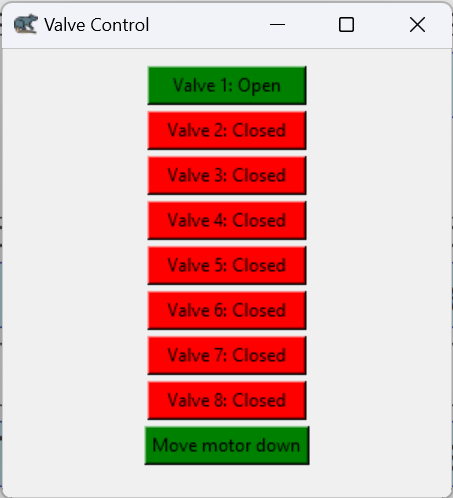 Valve Control
Valve 1: Open
Valve 2: Closed
Valve 3: Closed
Valve 4: Closed
Valve 5: Closed
Valve 6: Closed
Valve 7: Closed
Valve 8: Closed
Move motor down